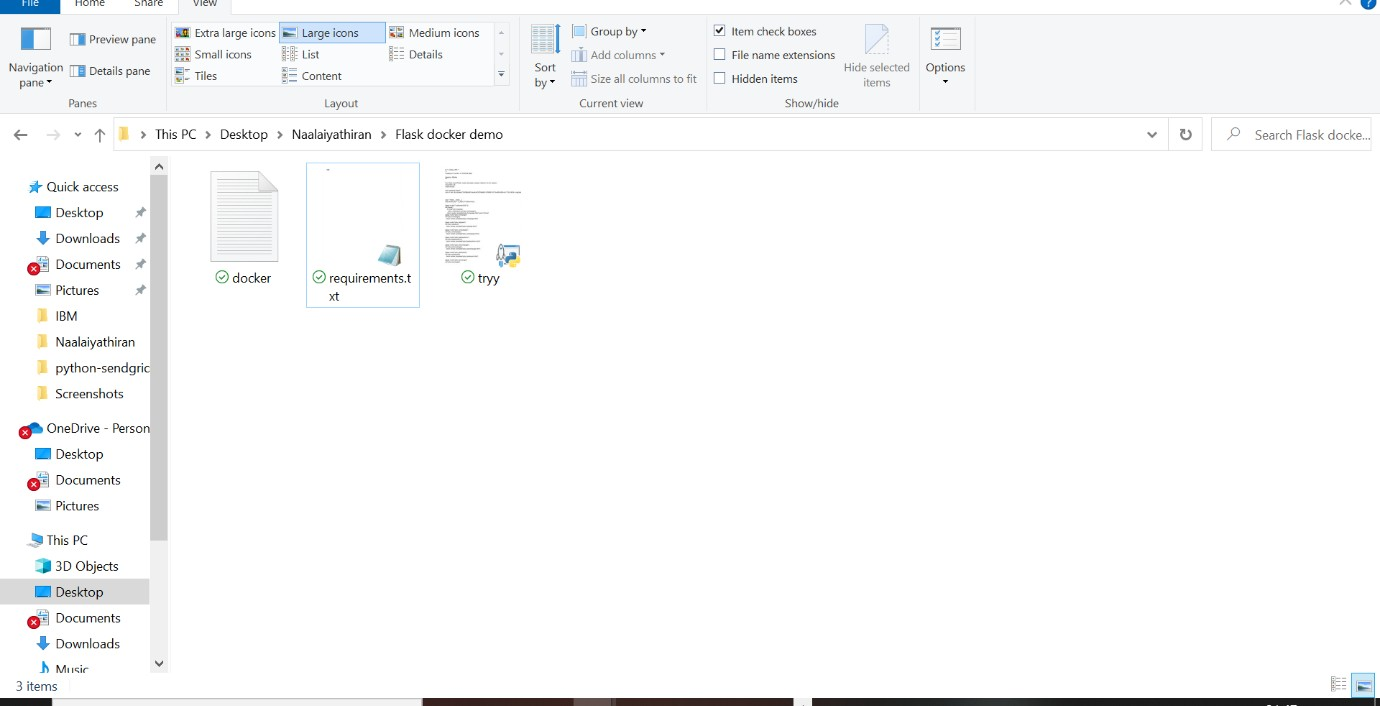 File Home Share View
Extra large icons Large icons Medium icons
Small icons List Details
Tiles Content
Layout
Navigation pane
Preview pane
Details pane
Panes
Sort by
Group by
Add columns
Size all columns to fit
Current view
Item check boxes
File name extensions
Hidden items
Hide selected items
Show/hide
Options
This PC > Desktop > Naalaiyathiran > Flask docker demo
Search Flask docke...
Quick access
Desktop
Downloads
Documents
Pictures
IBM
Naalaiyathiran
python-sendgric
Screenshots
OneDrive - Person
Desktop
Documents
Pictures
This PC
3D Objects
Desktop
Documents
Downloads
Music
docker
requirements.t
xt
tryy
3 items